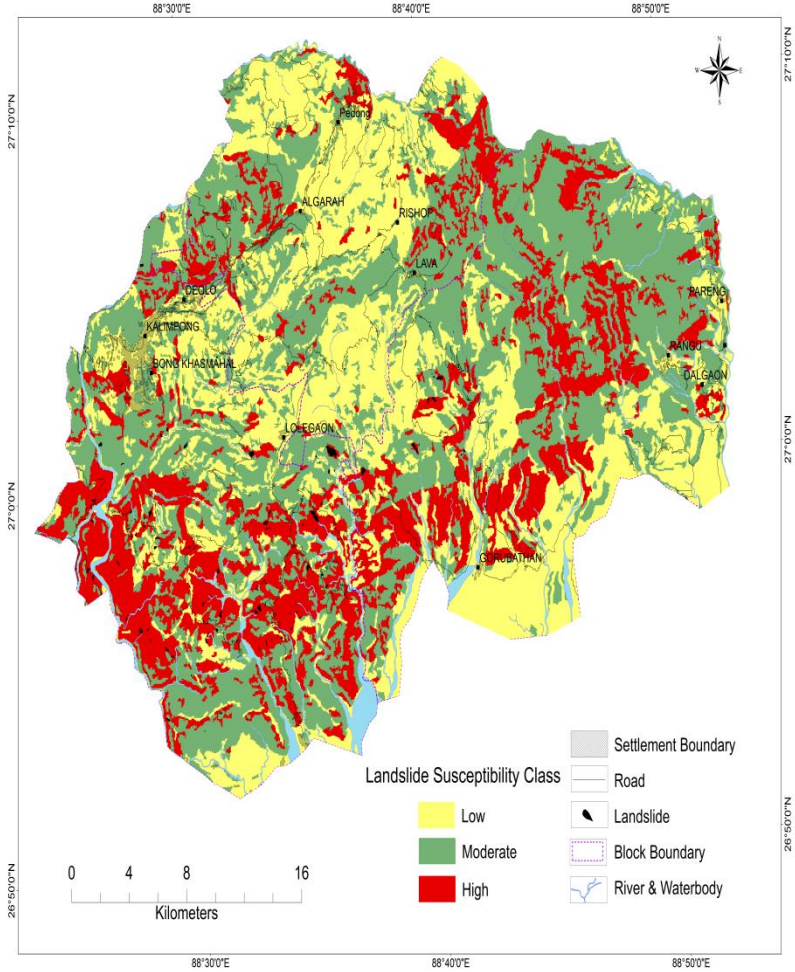 88°30'0"E 88°40'0"E 88°50'0"E
27°10'0"N
27°10'0"N
N
W E
S
Pedong
ALGARAH
RISHOP
LAVA
DEOLO
PARENG
KALIMPONG
RANGU
BONG KHASMAHAL
DALGAON
LOLEGAON
27°0'0"N
27°0'0"N
GORUBATHAN
Settlement Boundary
Landslide Susceptibility Class
Road
Low
Landslide
Moderate
Block Boundary
High
River & Waterbody
26°50'0"N
26°50'0"N
0 4 8 16
Kilometers
88°30'0"E 88°40'0"E 88°50'0"E